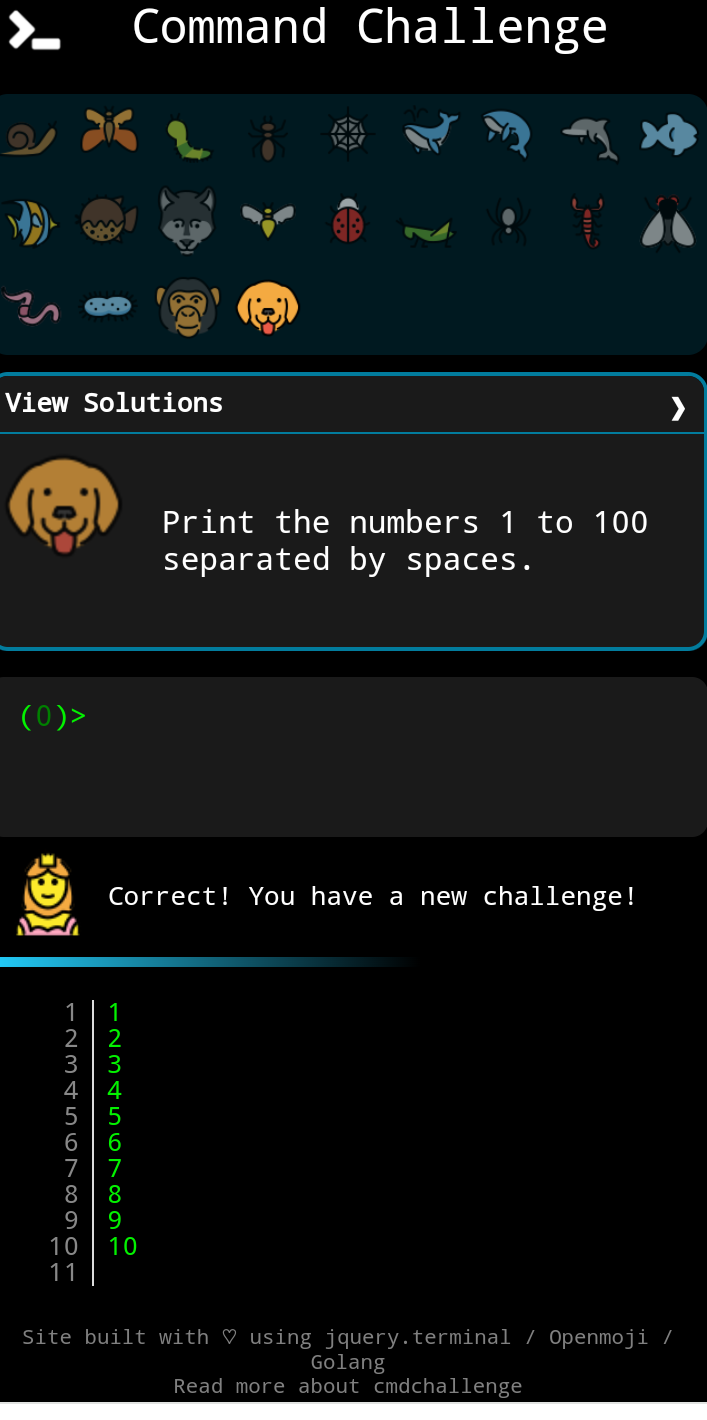 Command Challenge
View Solutions ❯
Print the numbers 1 to 100
separated by spaces.
(0)>
Correct! You have a new challenge!
1 1
2 2
3 3
4 4
5 5
6 6
7 7
8 8
9 9
10 10
11
Site built with ♡ using jquery.terminal / Openmoji /
Golang
Read more about cmdchallenge